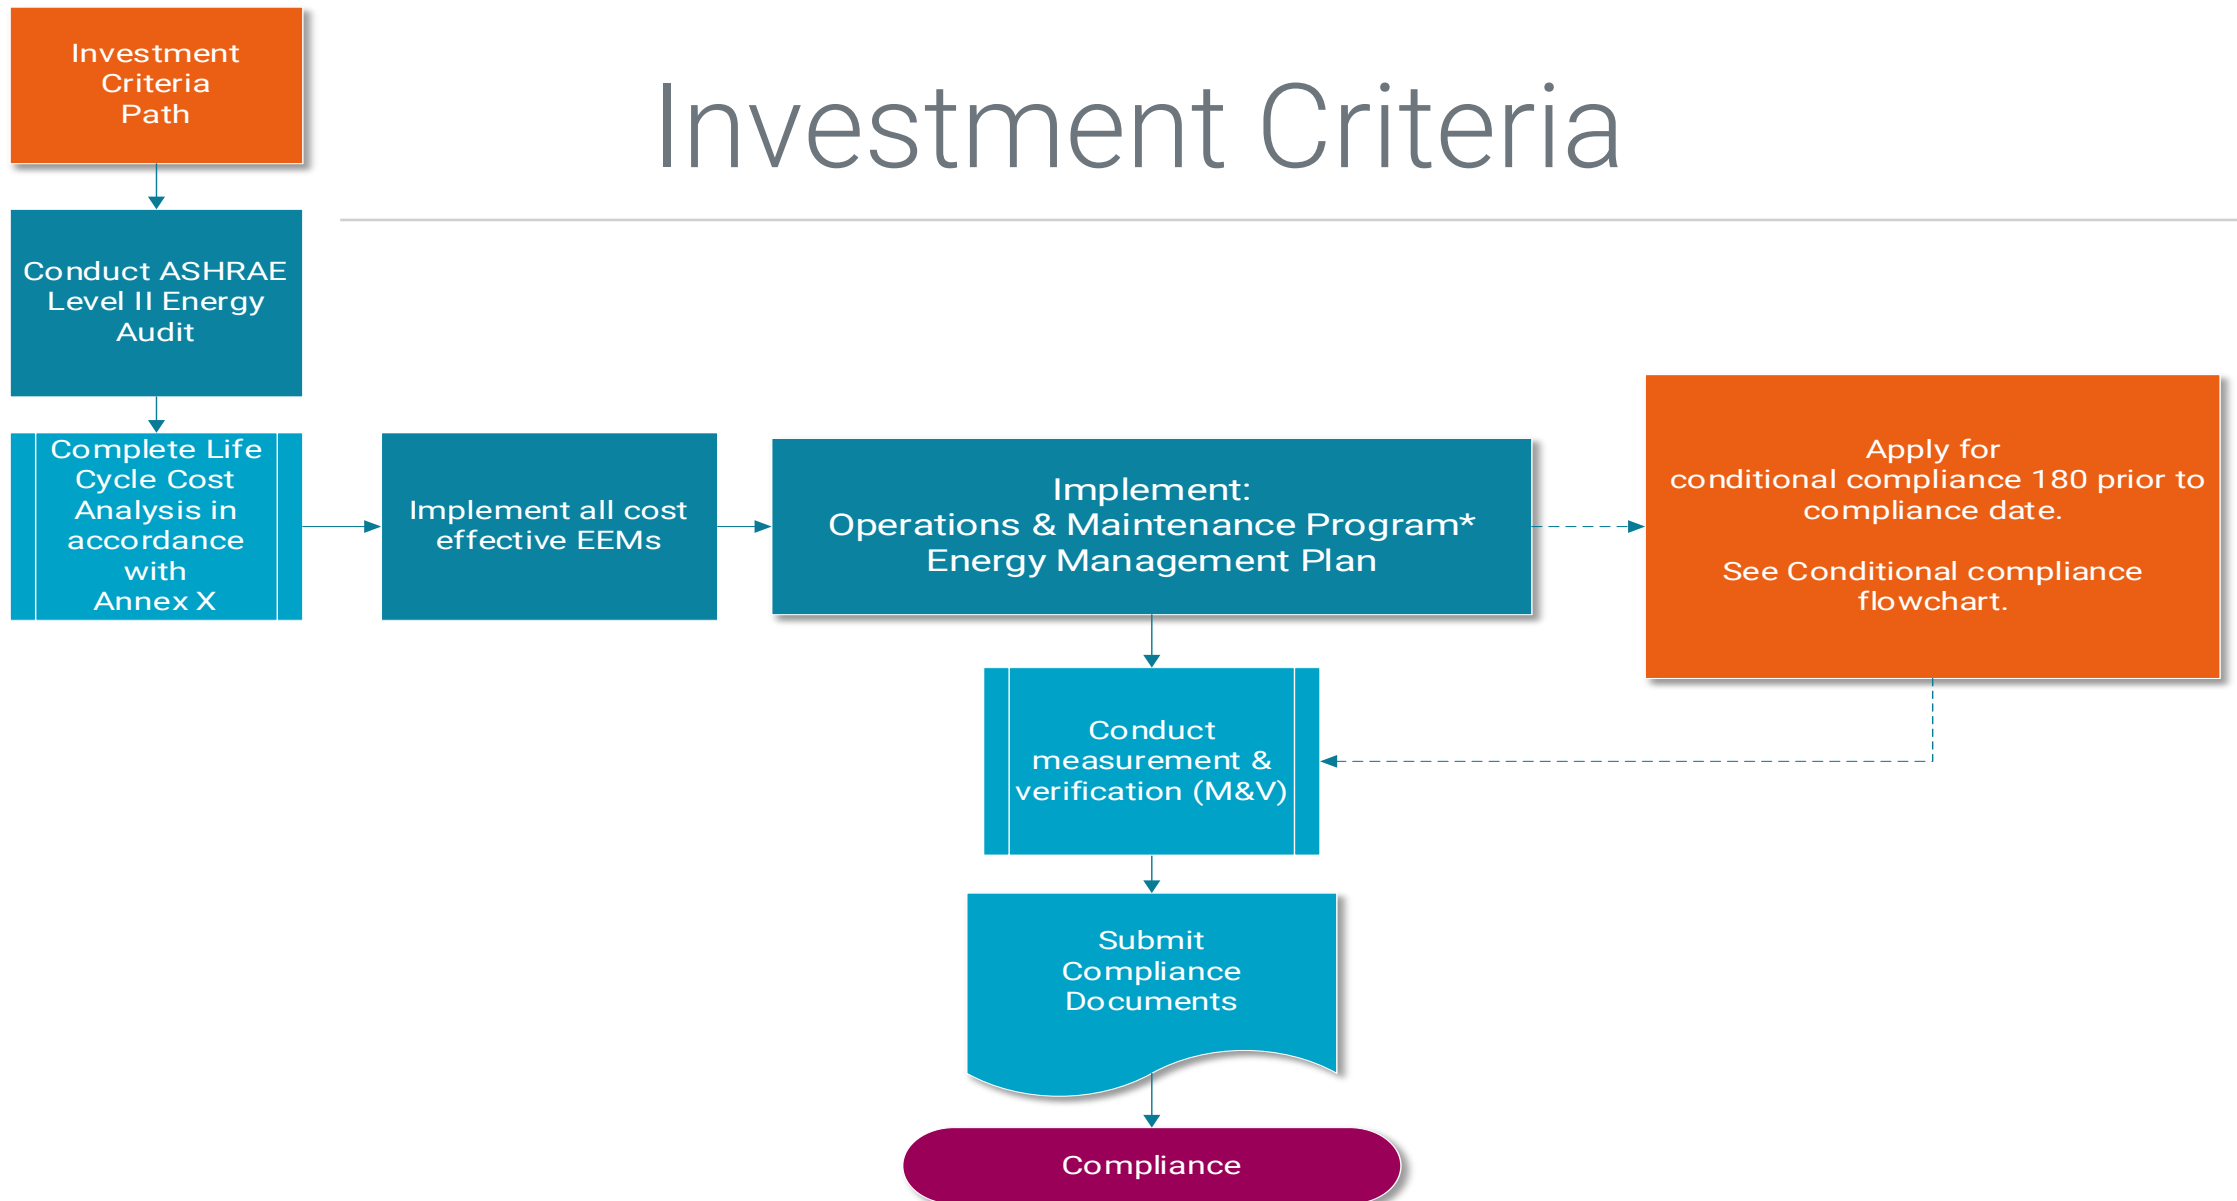 Investment
Criteria
Path
Investment Criteria
Conduct ASHRAE
Level II Energy
Audit
Complete Life
Cycle Cost
Analysis in
accordance
with
Annex X
Implement all cost
effective EEMs
Implement:
Operations & Maintenance Program*
Energy Management Plan
Apply for
conditional compliance 180 prior to
compliance date.
See Conditional compliance
flowchart.
Conduct
measurement &
verification (M&V)
Submit
Compliance
Documents
Compliance